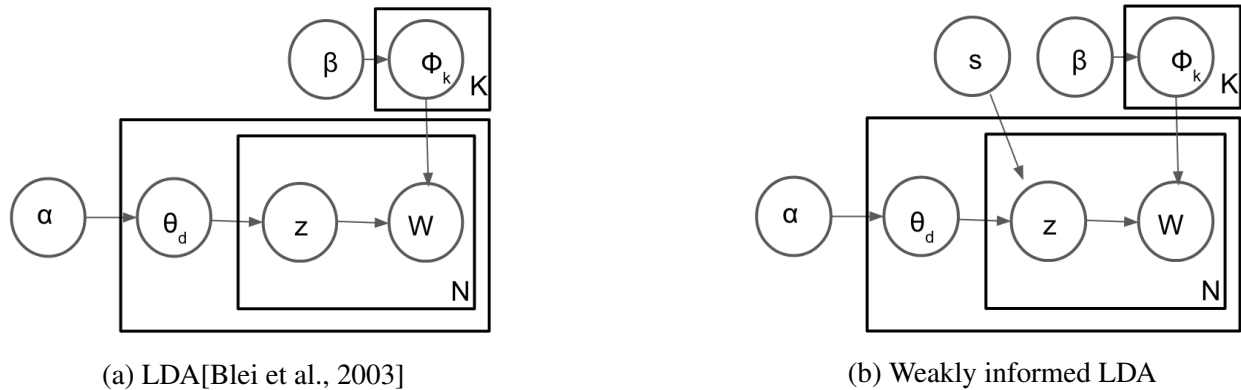 β Φk K
α θd z W N
(a) LDA[Blei et al., 2003]
s β Φk K
α θd z W N
(b) Weakly informed LDA